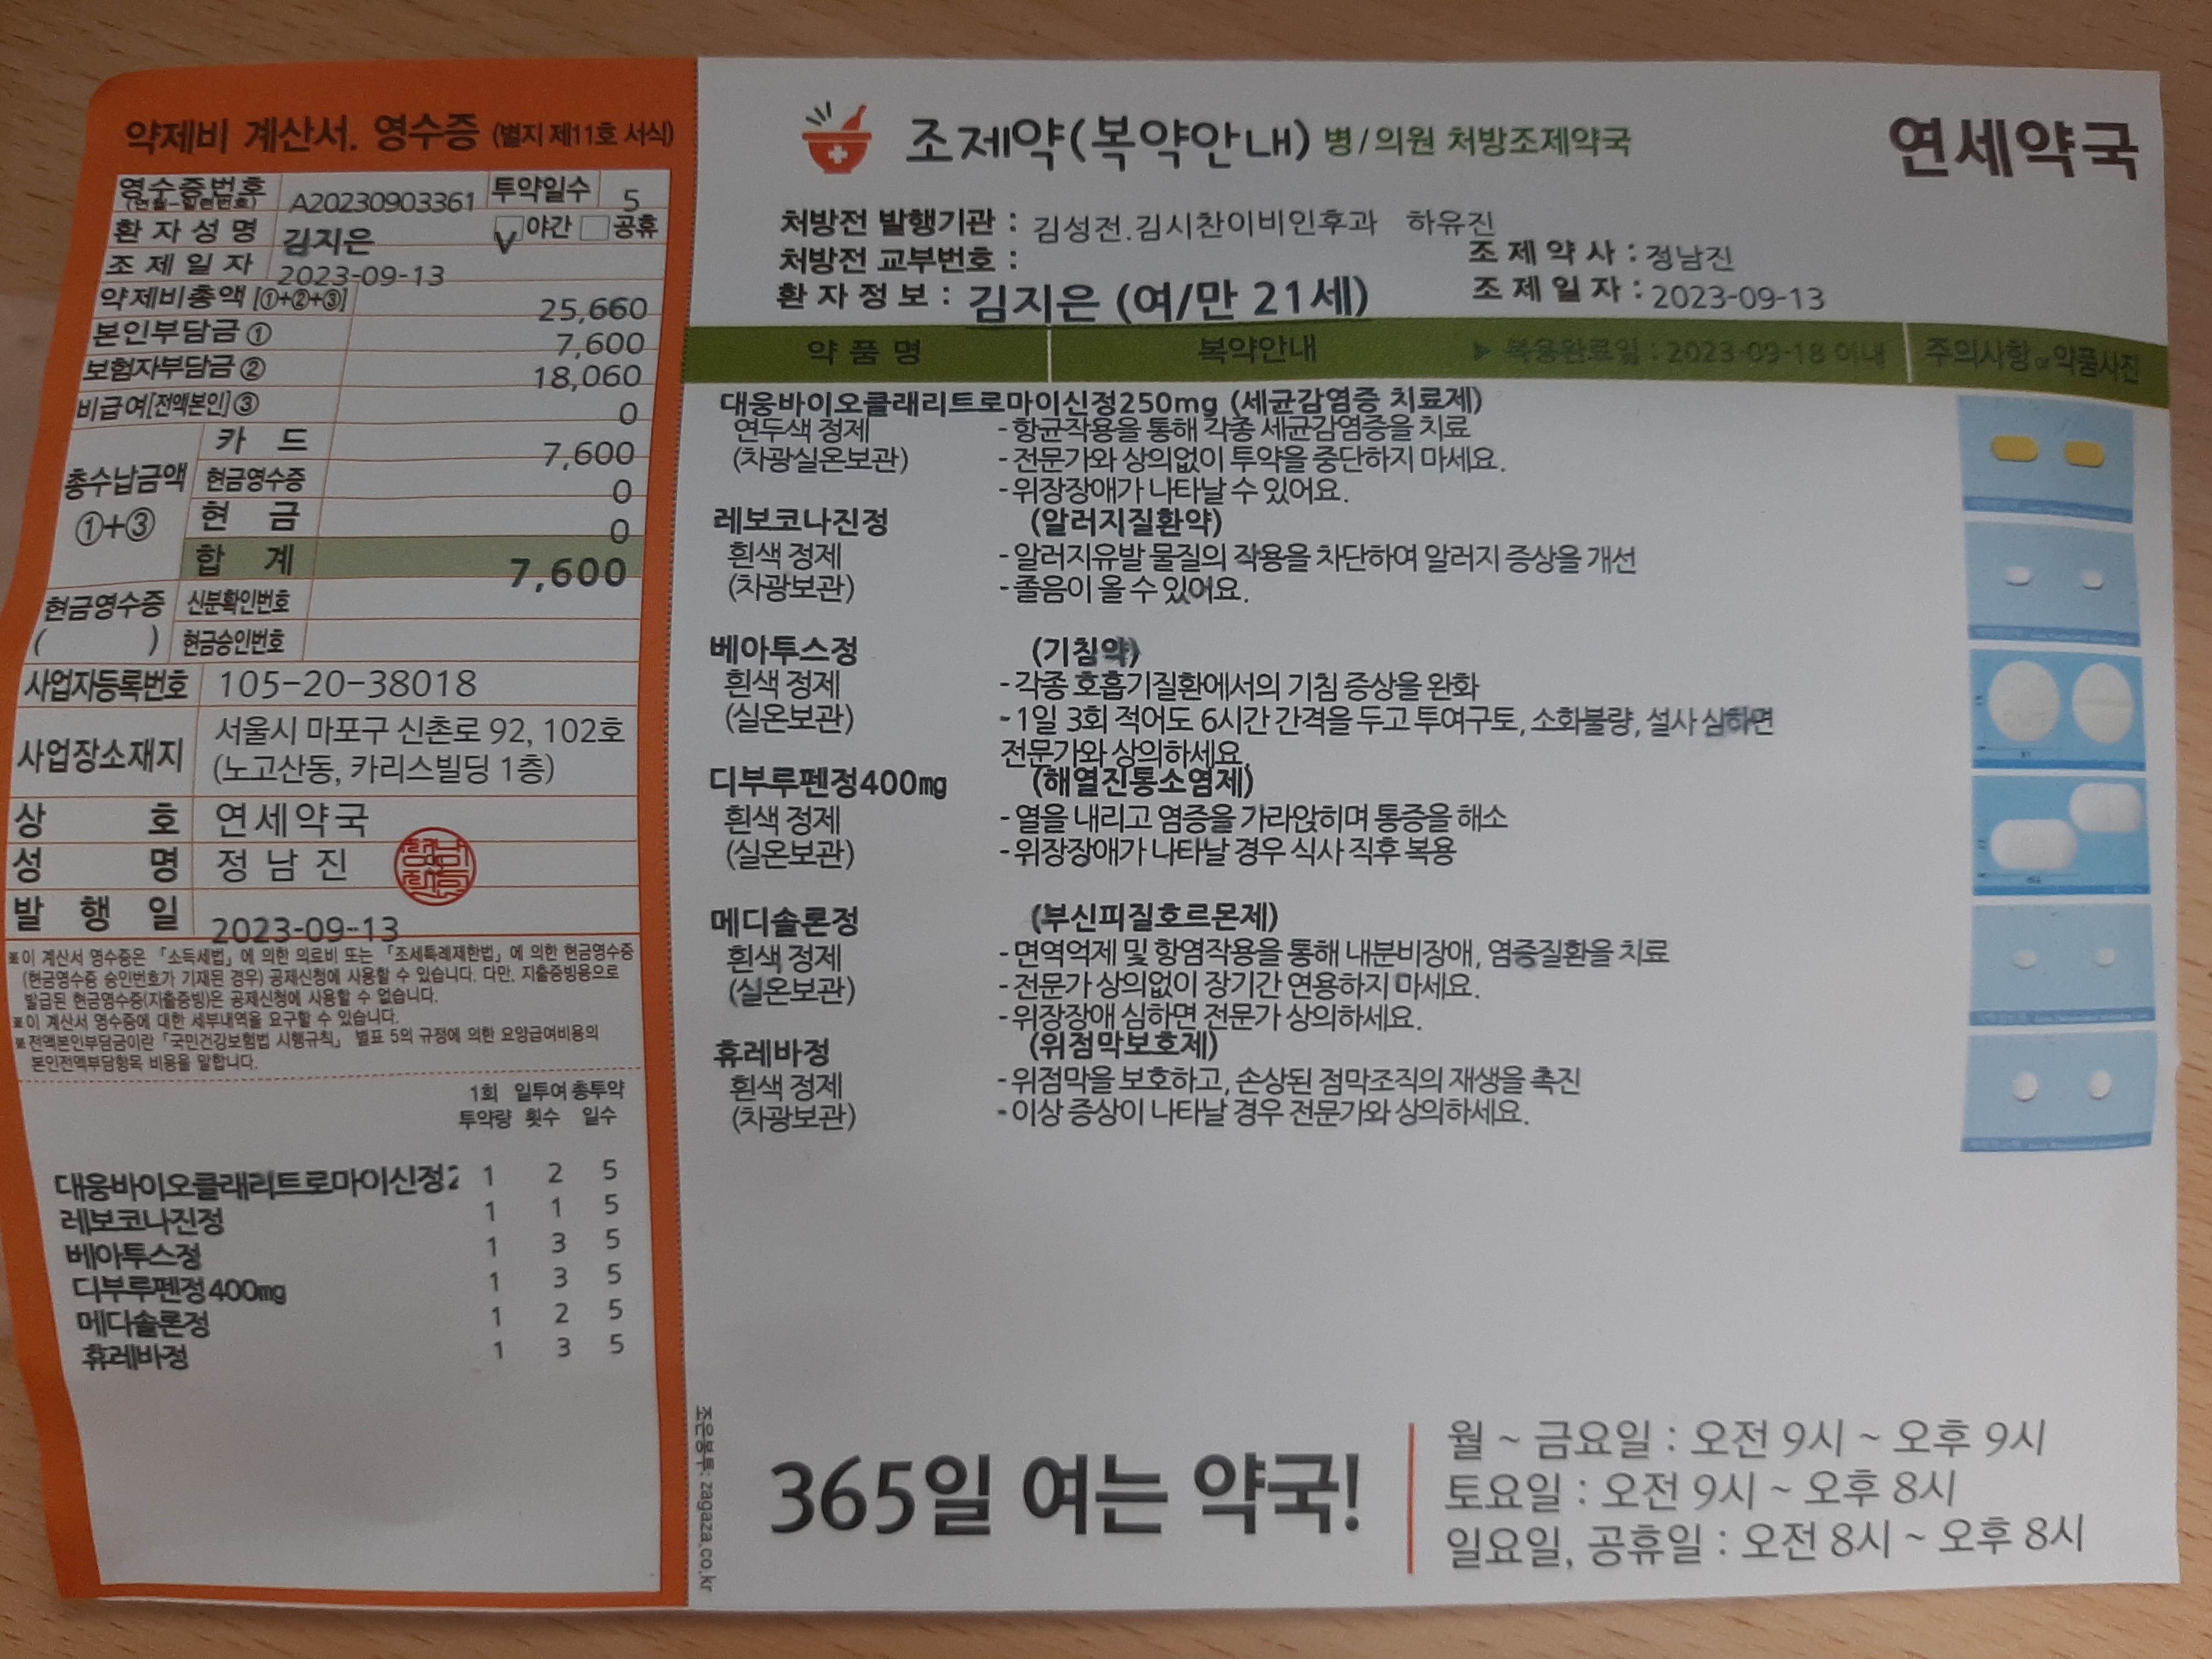 약제비 계산서. 영수증 (별지 제11호 서식)
영수증번호 A20230903361 투약일수 5
환자성명 김지은 V 야간 공휴
조제일자 2023-09-13
약제비총액 [①+②+③] 25,660
본인부담금 ① 7,600
보험자부담금 ② 18,060
비급여[전액본인] ③ 0
총수납금액 ①+③
카 드 7,600
현금영수증 0
현 금 0
합 계 7,600
현금영수증 ( ) 신분확인번호
현금승인번호
사업자등록번호 105-20-38018
사업장소재지 서울시 마포구 신촌로 92, 102호
(노고산동, 카리스빌딩 1층)
상 호 연세약국
성 명 정 남 진
발 행 일 2023-09-13
※이 계산서 영수증은 「소득세법」에 의한 의료비 또는 「조세특례제한법」에 의한 현금영수증
(현금영수증 승인번호가 기재된 경우) 공제신청에 사용할 수 있습니다. 다만, 지출증빙용으로
발급된 현금영수증(지출증빙)은 공제신청에 사용할 수 없습니다.
※이 계산서 영수증에 대한 세부내역을 요구할 수 있습니다.
※전액본인부담금이란 「국민건강보험법 시행규칙」 별표 5의 규정에 의한 요양급여비용의
본인전액부담항목 비용을 말합니다.
1회 일투여 총투약
투약량 횟수 일수
대웅바이오클래리트로마이신정2 1 2 5
레보코나진정 1 1 5
베아투스정 1 3 5
디부루펜정400mg 1 3 5
메디솔론정 1 2 5
휴레바정 1 3 5
조은봉투: zagaza.co.kr
조제약(복약안내) 병/의원 처방조제약국
연세약국
처방전 발행기관 : 김성전.김시찬이비인후과 하유진
처방전 교부번호 : 조 제 약 사 : 정남진
환 자 정 보 : 김지은 (여/만 21세) 조 제 일 자 : 2023-09-13
약 품 명 복약안내 ▶ 복용완료일 : 2023-09-18 이내 주의사항 or 약품사진
대웅바이오클래리트로마이신정250mg (세균감염증 치료제)
연두색 정제 - 항균작용을 통해 각종 세균감염증을 치료
(차광실온보관) - 전문가와 상의없이 투약을 중단하지 마세요.
- 위장장애가 나타날 수 있어요.
레보코나진정 (알러지질환약)
흰색 정제 - 알러지유발 물질의 작용을 차단하여 알러지 증상을 개선
(차광보관) - 졸음이 올 수 있어요.
베아투스정 (기침약)
흰색 정제 - 각종 호흡기질환에서의 기침 증상을 완화
(실온보관) - 1일 3회 적어도 6시간 간격을 두고 투여구토, 소화불량, 설사 심하면
전문가와 상의하세요.
디부루펜정400mg (해열진통소염제)
흰색 정제 - 열을 내리고 염증을 가라앉히며 통증을 해소
(실온보관) - 위장장애가 나타날 경우 식사 직후 복용
메디솔론정 (부신피질호르몬제)
흰색 정제 - 면역억제 및 항염작용을 통해 내분비장애, 염증질환을 치료
(실온보관) - 전문가 상의없이 장기간 연용하지 마세요.
- 위장장애 심하면 전문가 상의하세요.
휴레바정 (위점막보호제)
흰색 정제 - 위점막을 보호하고, 손상된 점막조직의 재생을 촉진
(차광보관) - 이상 증상이 나타날 경우 전문가와 상의하세요.
365일 여는 약국!
월 ~ 금요일 : 오전 9시 ~ 오후 9시
토요일 : 오전 9시 ~ 오후 8시
일요일, 공휴일 : 오전 8시 ~ 오후 8시